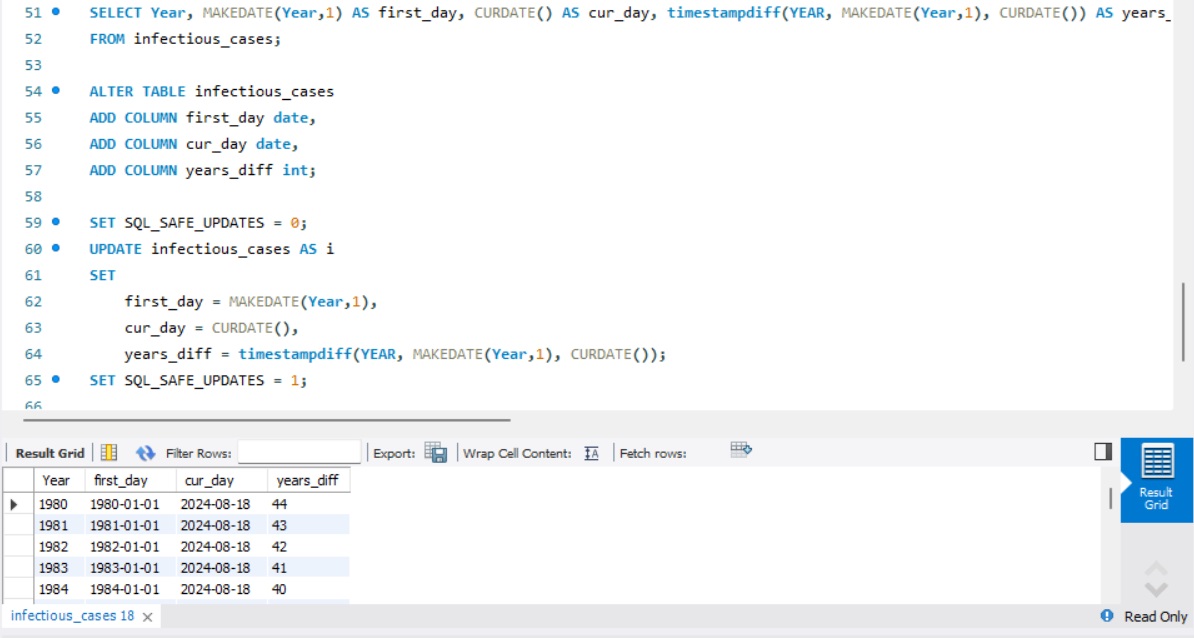 51 SELECT Year, MAKEDATE(Year,1) AS first_day, CURDATE() AS cur_day, timestampdiff(YEAR, MAKEDATE(Year,1), CURDATE()) AS years_
52 FROM infectious_cases;
53
54 ALTER TABLE infectious_cases
55 ADD COLUMN first_day date,
56 ADD COLUMN cur_day date,
57 ADD COLUMN years_diff int;
58
59 SET SQL_SAFE_UPDATES = 0;
60 UPDATE infectious_cases AS i
61 SET
62 first_day = MAKEDATE(Year,1),
63 cur_day = CURDATE(),
64 years_diff = timestampdiff(YEAR, MAKEDATE(Year,1), CURDATE());
65 SET SQL_SAFE_UPDATES = 1;
66
Result Grid Filter Rows: Export: Wrap Cell Content: IA Fetch rows:
Year first_day cur_day years_diff
1980 1980-01-01 2024-08-18 44
1981 1981-01-01 2024-08-18 43
1982 1982-01-01 2024-08-18 42
1983 1983-01-01 2024-08-18 41
1984 1984-01-01 2024-08-18 40
Result
Grid
infectious_cases 18
Read Only